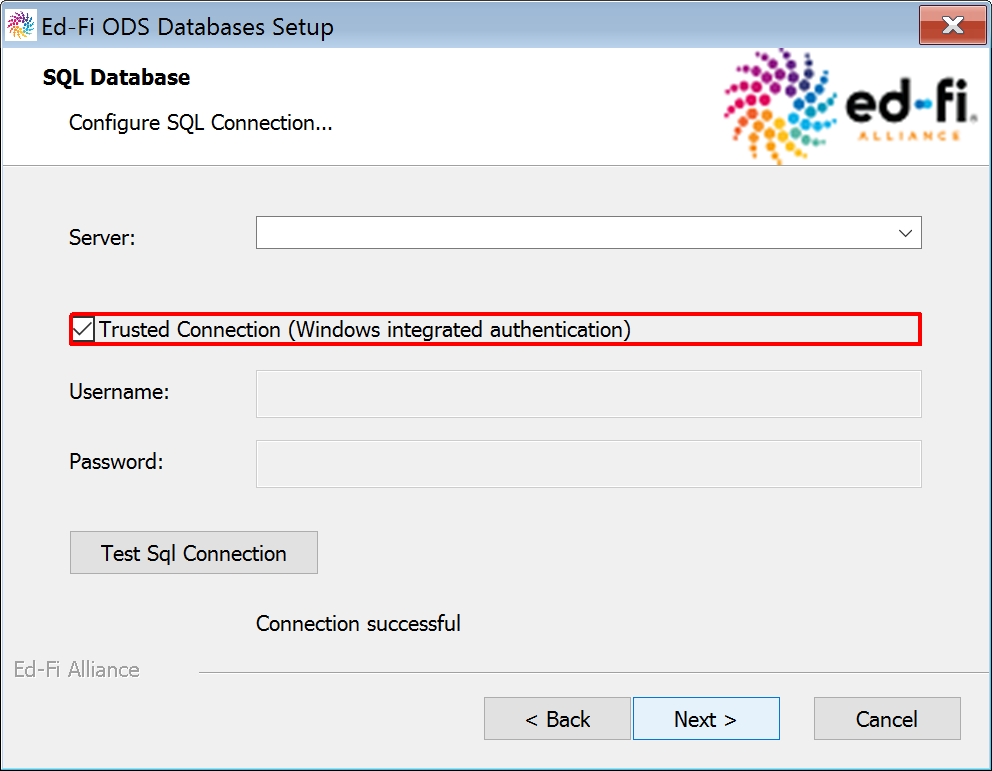 Ed-Fi ODS Databases Setup
SQL Database
Configure SQL Connection...
ed-fi®
ALLIANCE
Server:
Trusted Connection (Windows integrated authentication)
Username:
Password:
Test Sql Connection
Connection successful
Ed-Fi Alliance
< Back
Next >
Cancel